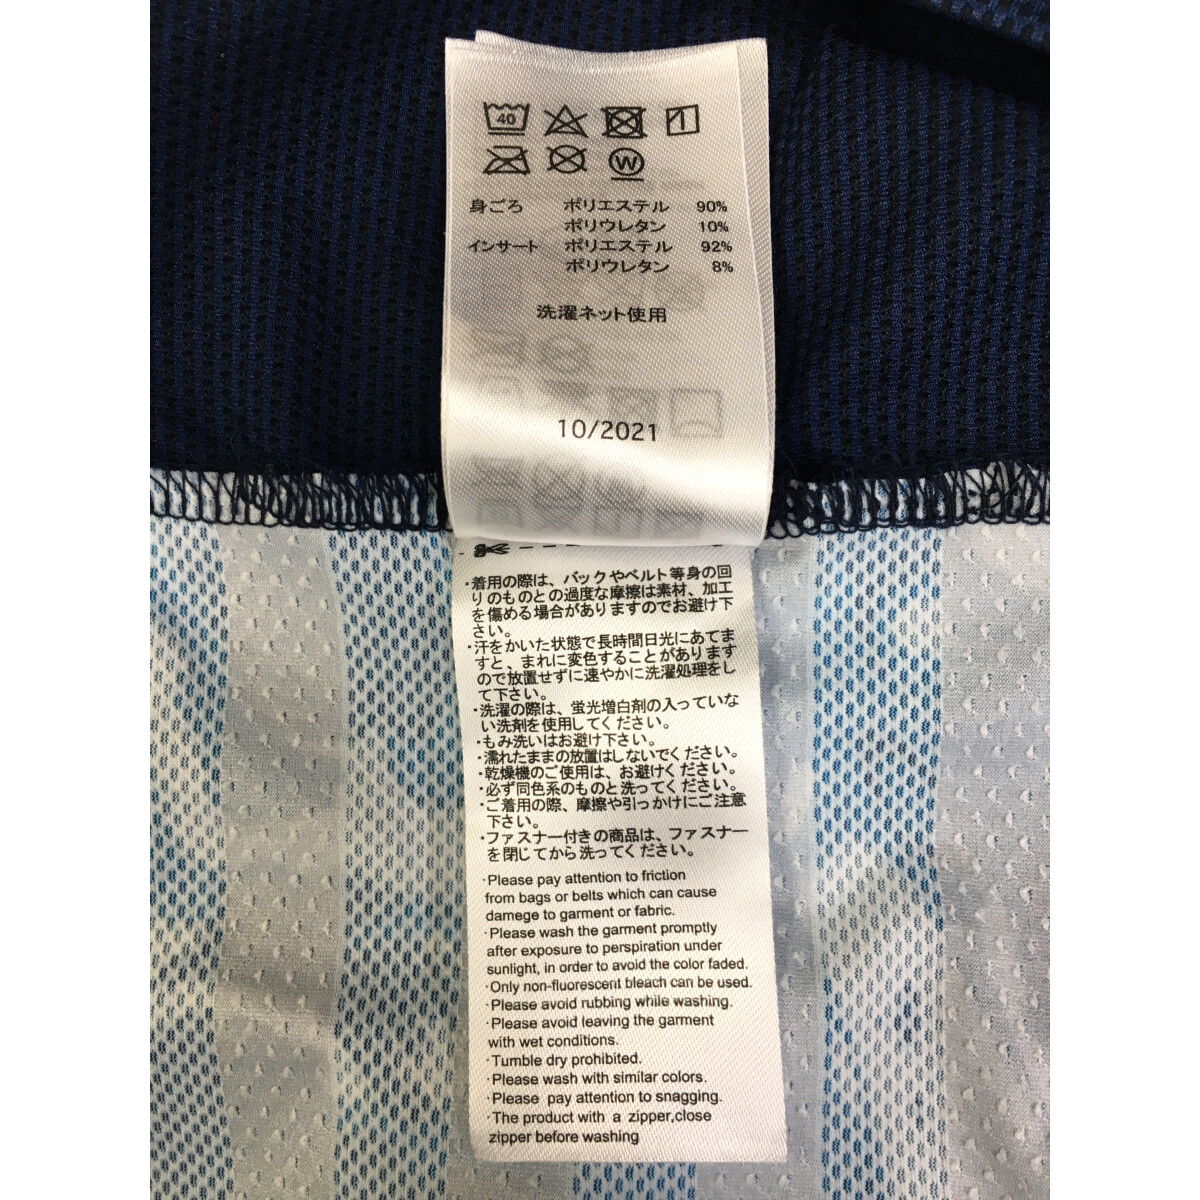 40
W
身ごろ ポリエステル 90%
ポリウレタン 10%
インサート ポリエステル 92%
ポリウレタン 8%
洗濯ネット使用
10/2021
・着用の際は、バックやベルト等身の回
りのものとの過度な摩擦は素材、加工
を傷める場合がありますのでお避け下
さい。
・汗をかいた状態で長時間日光にあてま
すと、まれに変色することがあります
ので放置せずに速やかに洗濯処理をし
て下さい。
・洗濯の際は、蛍光増白剤の入っていな
い洗剤を使用してください。
・もみ洗いはお避け下さい。
・濡れたままの放置はしないでください。
・乾燥機のご使用は、お避けください。
・必ず同色系のものと洗ってください。
・ご着用の際、摩擦や引っかけにご注意
下さい。
・ファスナー付きの商品は、ファスナー
を閉じてから洗ってください。
·Please pay attention to friction
from bags or belts which can cause
damege to garment or fabric.
·Please wash the garment promptly
after exposure to perspiration under
sunlight, in order to avoid the color faded.
·Only non-fluorescent bleach can be used.
·Please avoid rubbing while washing.
·Please avoid leaving the garment
with wet conditions.
·Tumble dry prohibited.
·Please wash with similar colors.
·Please pay attention to snagging.
·The product with a zipper,close
zipper before washing